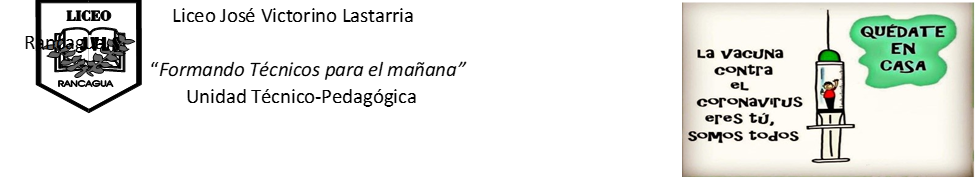 LICEO
Rancagua
RANCAGUA
Liceo José Victorino Lastarria
“Formando Técnicos para el mañana”
Unidad Técnico-Pedagógica
QUÉDATE
EN
CASA
LA VACUNA
CONTRA
EL
CORONAVIRUS
ERES TÚ,
SOMOS TODOS